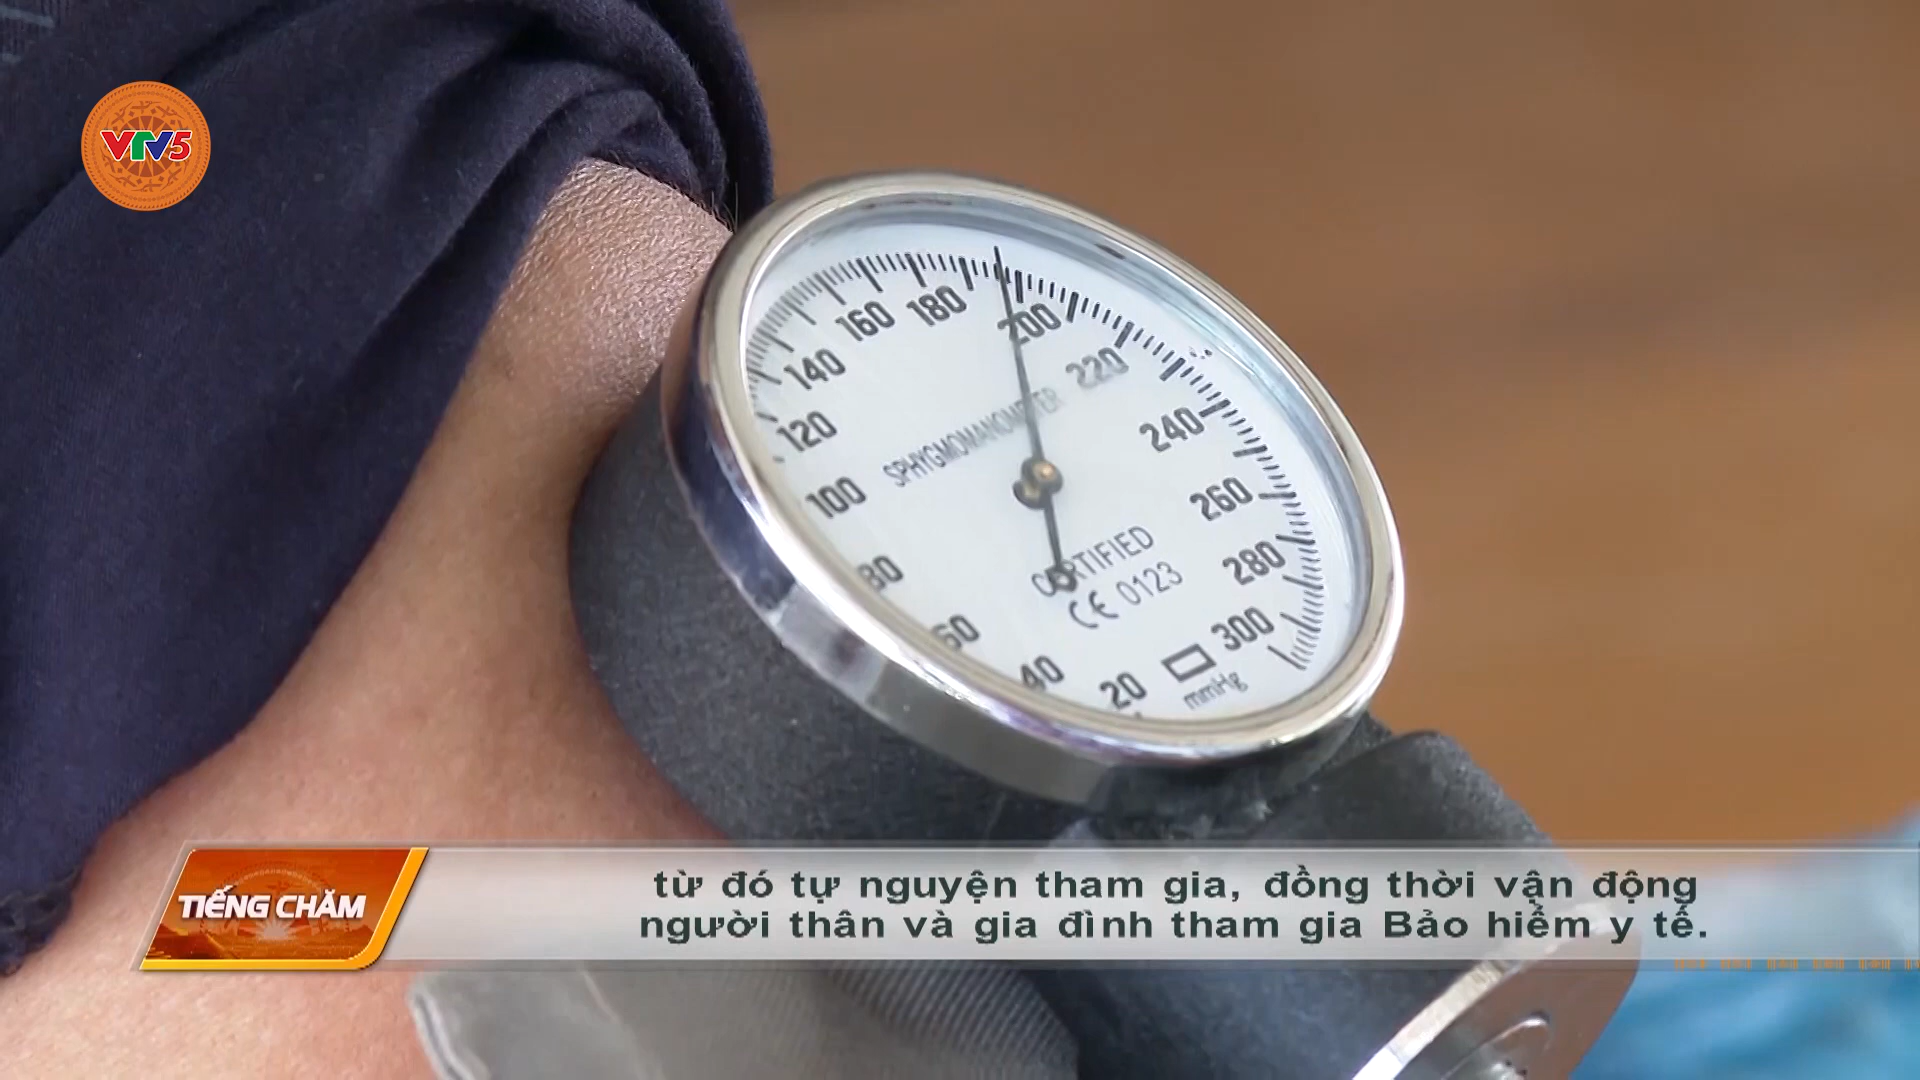 VTV5
160 180 200
140 220
120 SPHYGMOMANOMETER 240
100 260
80 CERTIFIED 280
CE 0123
60 300
40 20
mmHg
TIẾNG CHĂM
từ đó tự nguyện tham gia, đồng thời vận động
người thân và gia đình tham gia Bảo hiểm y tế.